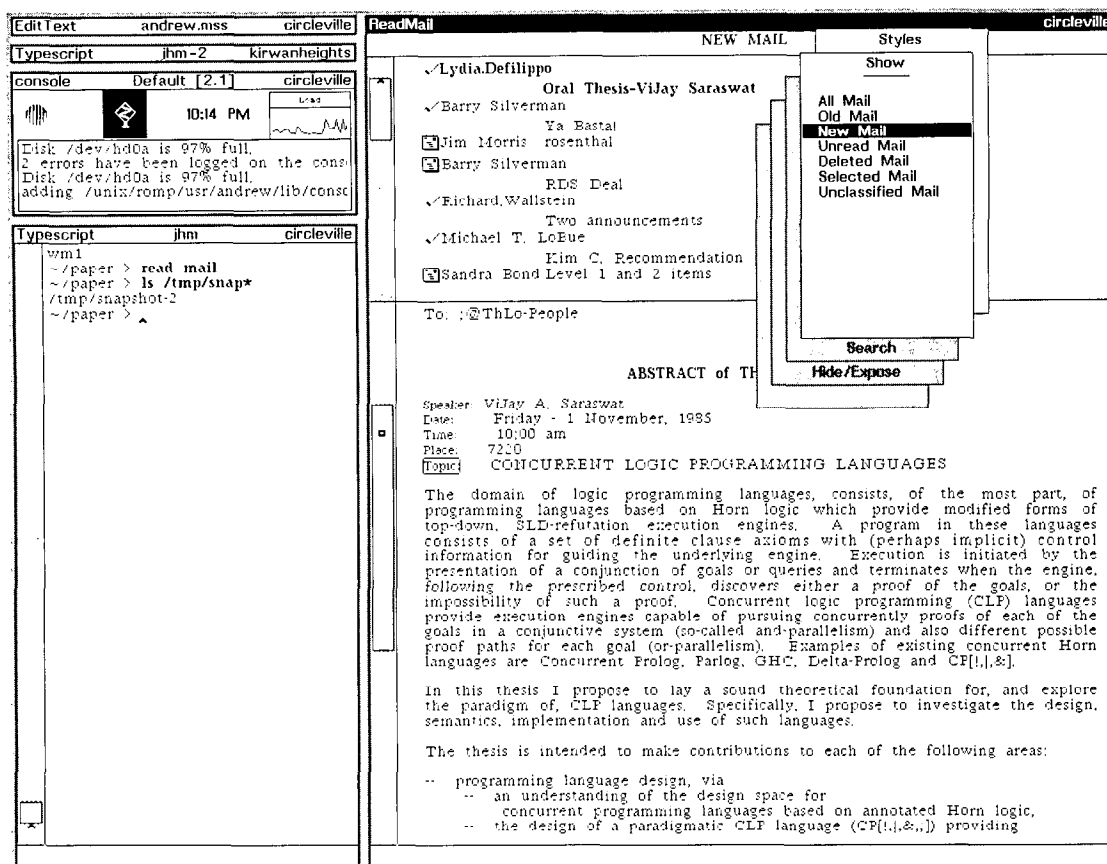 EditText andrew.mss circleville
Typescript jhm-2 kirwanheights
console Default [2.1] circleville
10:14 PM
Load
Disk /dev/hd0a is 97% full.
2 errors have been logged on the cons
Disk /dev/hd0a is 97% full.
adding /unix/romp/usr/andrew/lib/consc
Typescript jhm circleville
wm1
~/paper > read mail
~/paper > ls /tmp/snap*
/tmp/snapshot-2
~/paper >
ReadMail circleville
NEW MAIL
Lydia.Defilippo
Oral Thesis-ViJay Saraswat
Barry Silverman
Ya Basta!
Jim Morris rosenthal
Barry Silverman
RDS Deal
Richard.Wallstein
Two announcements
Michael T. LoBue
Kim C. Recommendation
Sandra Bond Level 1 and 2 items
Styles
Show
All Mail
Old Mail
New Mail
Unread Mail
Deleted Mail
Selected Mail
Unclassified Mail
Search
Hide/Expose
To: ;@ThLo-People
ABSTRACT of TH
Speaker: ViJay A. Saraswat
Date: Friday - 1 November, 1985
Time: 10:00 am
Place: 7220
Topic: CONCURRENT LOGIC PROGRAMMING LANGUAGES
The domain of logic programming languages, consists, of the most part, of
programming languages based on Horn logic which provide modified forms of
top-down, SLD-refutation execution engines. A program in these languages
consists of a set of definite clause axioms with (perhaps implicit) control
information for guiding the underlying engine. Execution is initiated by the
presentation of a conjunction of goals or queries and terminates when the engine,
following the prescribed control, discovers either a proof of the goals, or the
impossibility of such a proof. Concurrent logic programming (CLP) languages
provide execution engines capable of pursuing concurrently proofs of each of the
goals in a conjunctive system (so-called and-parallelism) and also different possible
proof paths for each goal (or-parallelism). Examples of existing concurrent Horn
languages are Concurrent Prolog, Parlog, GHC, Delta-Prolog and CP[!,|,&].
In this thesis I propose to lay a sound theoretical foundation for, and explore
the paradigm of, CLP languages. Specifically, I propose to investigate the design,
semantics, implementation and use of such languages.
The thesis is intended to make contributions to each of the following areas:
-- programming language design, via
-- an understanding of the design space for
concurrent programming languages based on annotated Horn logic,
-- the design of a paradigmatic CLP language (CP[!,|,&,;]) providing